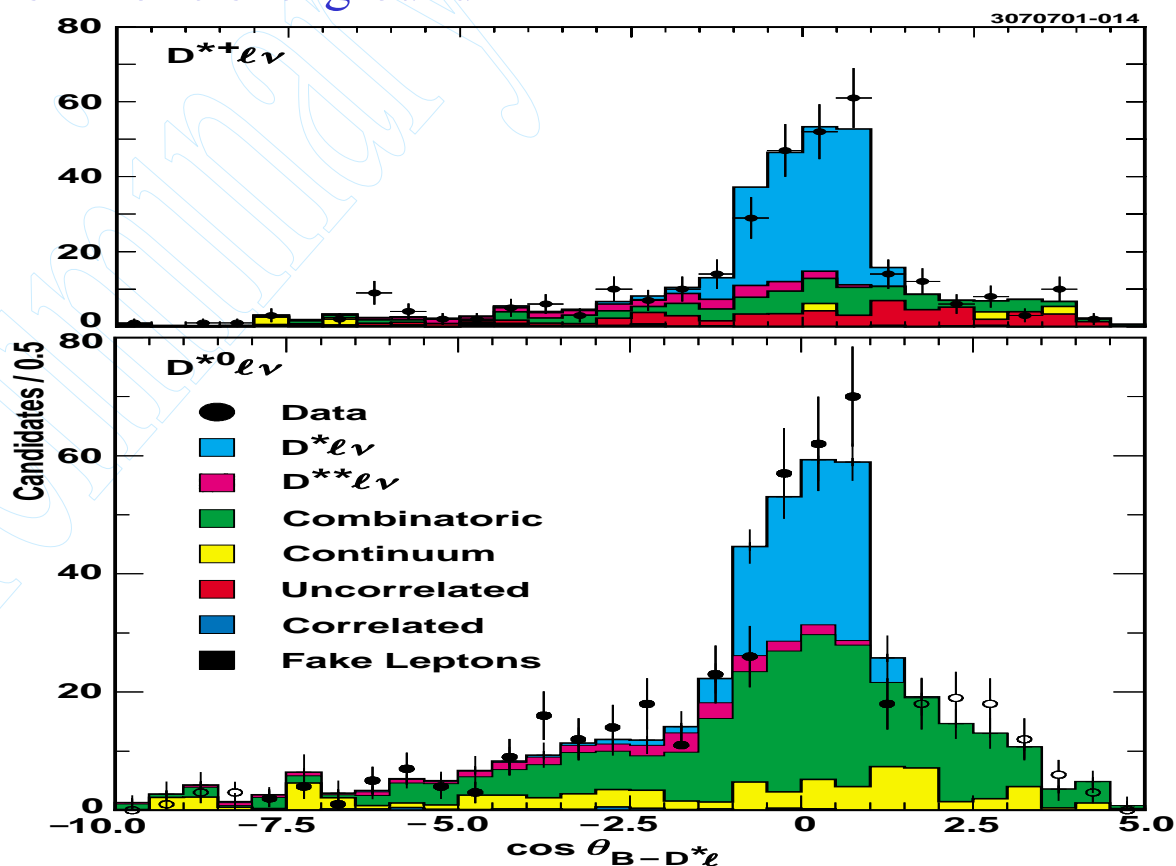 3070701-014
80
D*+ℓν
60
40
20
0
80
D*0ℓν
Data
D*ℓν
60
D**ℓν
Combinatoric
Continuum
40
Uncorrelated
Correlated
Fake Leptons
20
0
Candidates / 0.5
−10.0 −7.5 −5.0 −2.5 0 2.5 5.0
cos θB−D*ℓ